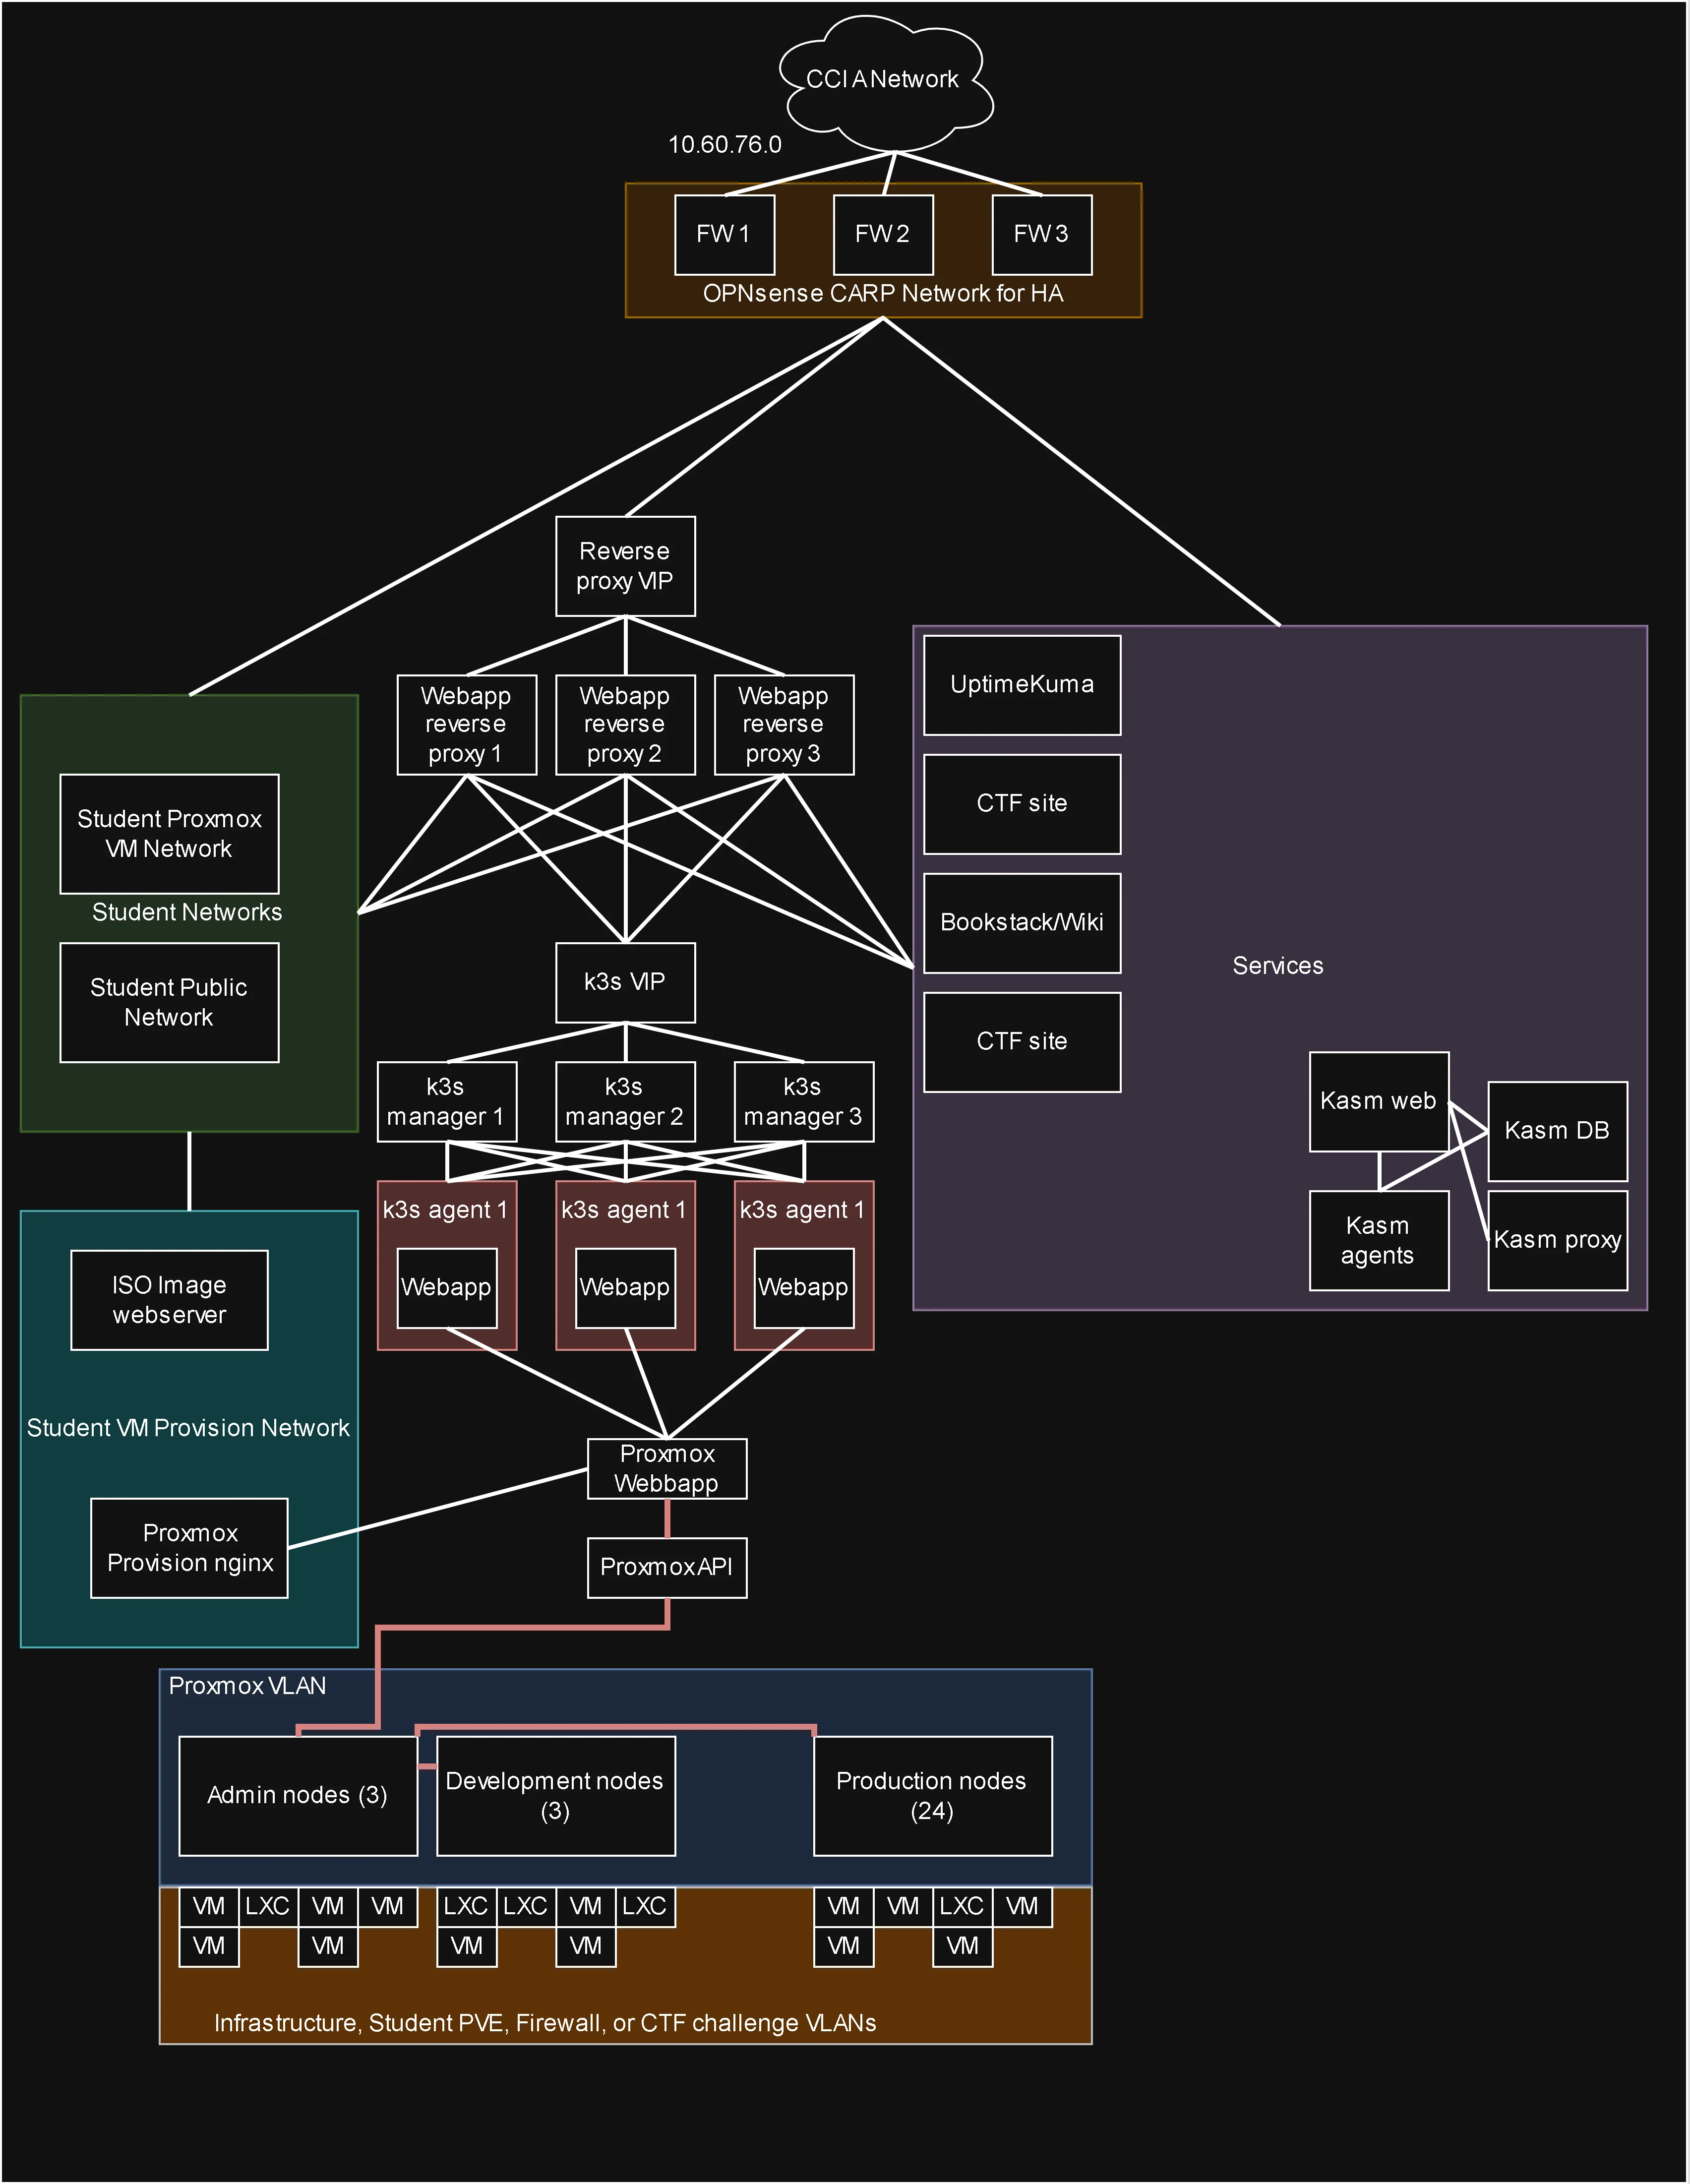 CCIA Network
10.60.76.0
FW 1
FW 2
FW 3
OPNsense CARP Network for HA
Reverse
proxy VIP
Webapp
reverse
proxy 1
Webapp
reverse
proxy 2
Webapp
reverse
proxy 3
Student Proxmox
VM Network
Student Networks
Student Public
Network
UptimeKuma
CTF site
Bookstack/Wiki
CTF site
Services
Kasm web
Kasm DB
Kasm
agents
Kasm proxy
k3s VIP
k3s
manager 1
k3s
manager 2
k3s
manager 3
k3s agent 1
k3s agent 1
k3s agent 1
Webapp
Webapp
Webapp
ISO Image
webserver
Student VM Provision Network
Proxmox
Provision nginx
Proxmox
Webbapp
Proxmox API
Proxmox VLAN
Admin nodes (3)
Development nodes
(3)
Production nodes
(24)
VM
LXC
VM
VM
LXC
LXC
VM
LXC
VM
VM
LXC
VM
VM
VM
VM
VM
VM
VM
Infrastructure, Student PVE, Firewall, or CTF challenge VLANs